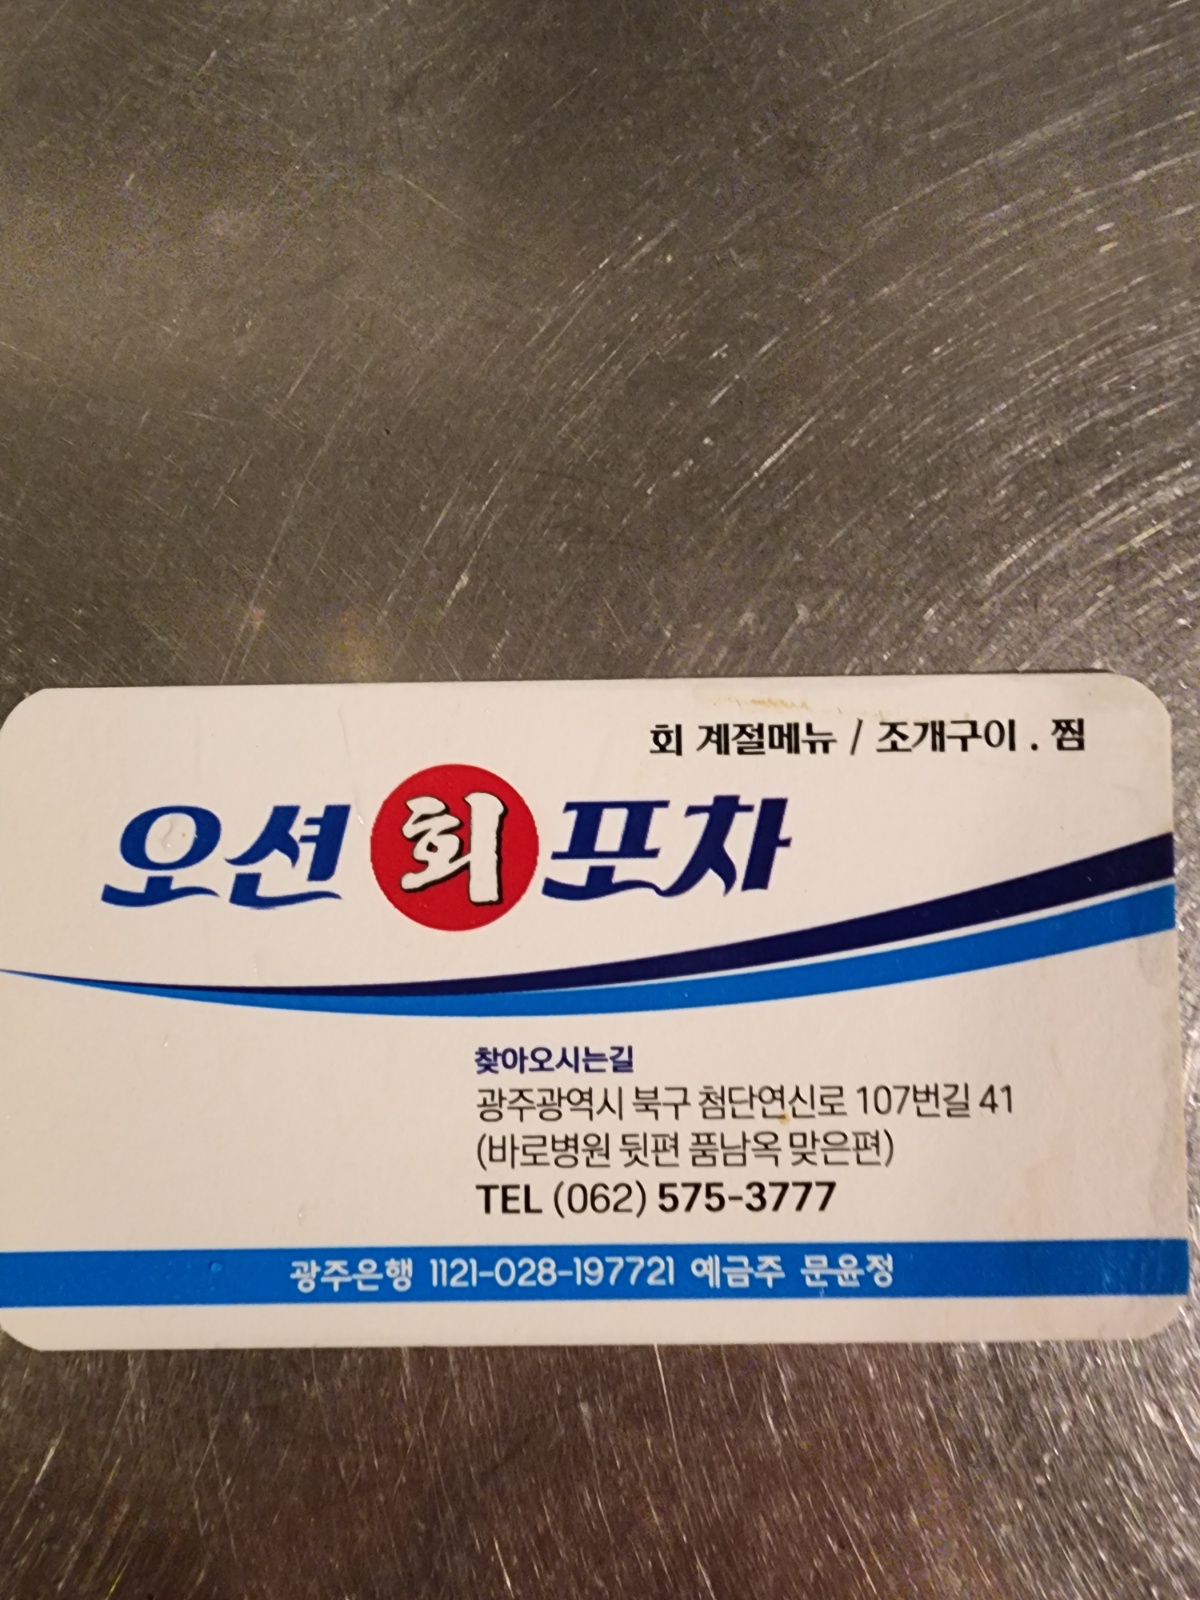 회 계절메뉴 / 조개구이 . 찜
오션 회 포차
찾아오시는길
광주광역시 북구 첨단연신로 107번길 41
(바로병원 뒷편 품남옥 맞은편)
TEL (062) 575-3777
광주은행 1121-028-197721 예금주 문윤정